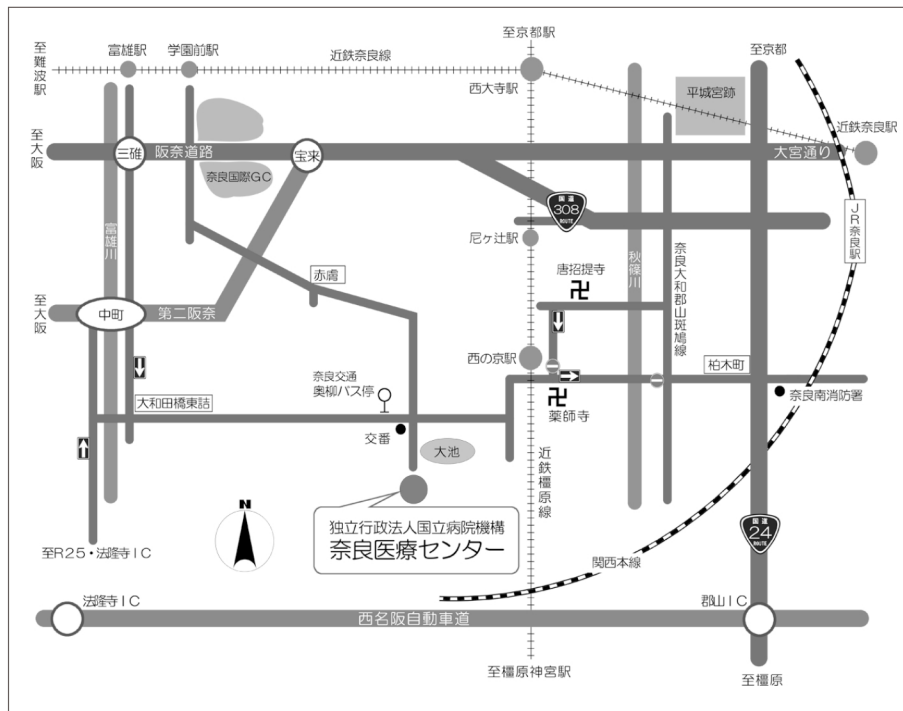 至京都駅
至難波駅
富雄駅
学園前駅
近鉄奈良線
至京都
西大寺駅
平城宮跡
近鉄奈良駅
至大阪
三碓
阪奈道路
宝来
大宮通り
奈良国際GC
国道
308
ROUTE
JR奈良駅
富雄川
尼ヶ辻駅
秋篠川
奈良大和郡山斑鳩線
赤膚
唐招提寺
卍
至大阪
中町
第二阪奈
西の京駅
柏木町
奈良交通
奥柳バス停
大和田橋東詰
卍
薬師寺
奈良南消防署
交番
大池
近鉄橿原線
N
独立行政法人国立病院機構
奈良医療センター
国道
24
ROUTE
至R25・法隆寺IC
関西本線
法隆寺IC
西名阪自動車道
郡山IC
至橿原神宮駅
至橿原